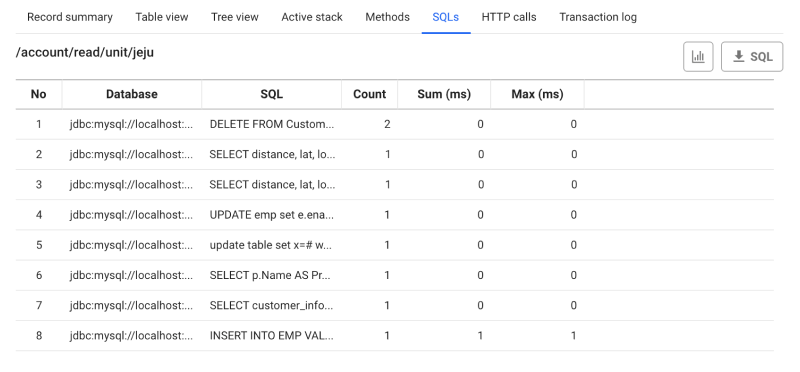 Record summary Table view Tree view Active stack Methods SQLs HTTP calls Transaction log
/account/read/unit/jeju SQL
No Database SQL Count Sum (ms) Max (ms)
1 jdbc:mysql://localhost:... DELETE FROM Custom... 2 0 0
2 jdbc:mysql://localhost:... SELECT distance, lat, lo... 1 0 0
3 jdbc:mysql://localhost:... SELECT distance, lat, lo... 1 0 0
4 jdbc:mysql://localhost:... UPDATE emp set e.ena... 1 0 0
5 jdbc:mysql://localhost:... update table set x=# w... 1 0 0
6 jdbc:mysql://localhost:... SELECT p.Name AS Pr... 1 0 0
7 jdbc:mysql://localhost:... SELECT customer_info... 1 0 0
8 jdbc:mysql://localhost:... INSERT INTO EMP VAL... 1 1 1